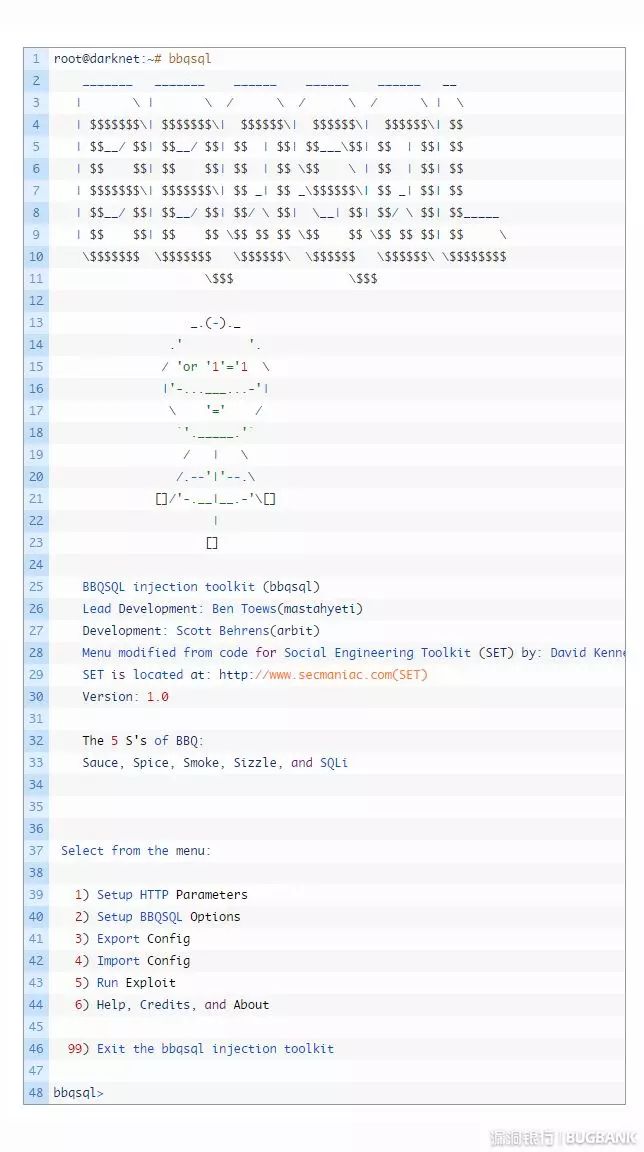 1 root@darknet:~# bbqsql
2     _______   _______    ______    ______    ______   __
3    |       \ |       \  /      \  /      \  /      \ |  \
4    | $$$$$$$\| $$$$$$$\|  $$$$$$\|  $$$$$$\|  $$$$$$\| $$
5    | $$__/ $$| $$__/ $$| $$  | $$| $$___\$$| $$  | $$| $$
6    | $$    $$| $$    $$| $$  | $$ \$$    \ | $$  | $$| $$
7    | $$$$$$$\| $$$$$$$\| $$ _| $$ _\$$$$$$\| $$ _| $$| $$
8    | $$__/ $$| $$__/ $$| $$/ \ $$|  \__| $$| $$/ \ $$| $$_____
9    | $$    $$| $$    $$ \$$ $$ $$ \$$    $$ \$$ $$ $$| $$     \
10    \$$$$$$$  \$$$$$$$   \$$$$$$\  \$$$$$$   \$$$$$$\ \$$$$$$$$
11                     \$$$                \$$$
12
13                   _.(-)._
14                .'         '.
15               / 'or '1'='1  \
16               |'-...___...-'|
17                \    '='    /
18                 `'._____.'`
19                  /   |   \
20                 /.--'|'--.\
21              []/'-.__|__.-'\[]
22                      |
23                     []
24
25    BBQSQL injection toolkit (bbqsql)
26    Lead Development: Ben Toews(mastahyeti)
27    Development: Scott Behrens(arbit)
28    Menu modified from code for Social Engineering Toolkit (SET) by: David Kenne
29    SET is located at: http://www.secmaniac.com(SET)
30    Version: 1.0
31
32    The 5 S's of BBQ:
33    Sauce, Spice, Smoke, Sizzle, and SQLi
34
35
36
37 Select from the menu:
38
39   1) Setup HTTP Parameters
40   2) Setup BBQSQL Options
41   3) Export Config
42   4) Import Config
43   5) Run Exploit
44   6) Help, Credits, and About
45
46  99) Exit the bbqsql injection toolkit
47
48 bbqsql>
漏洞银行 | BUGBANK